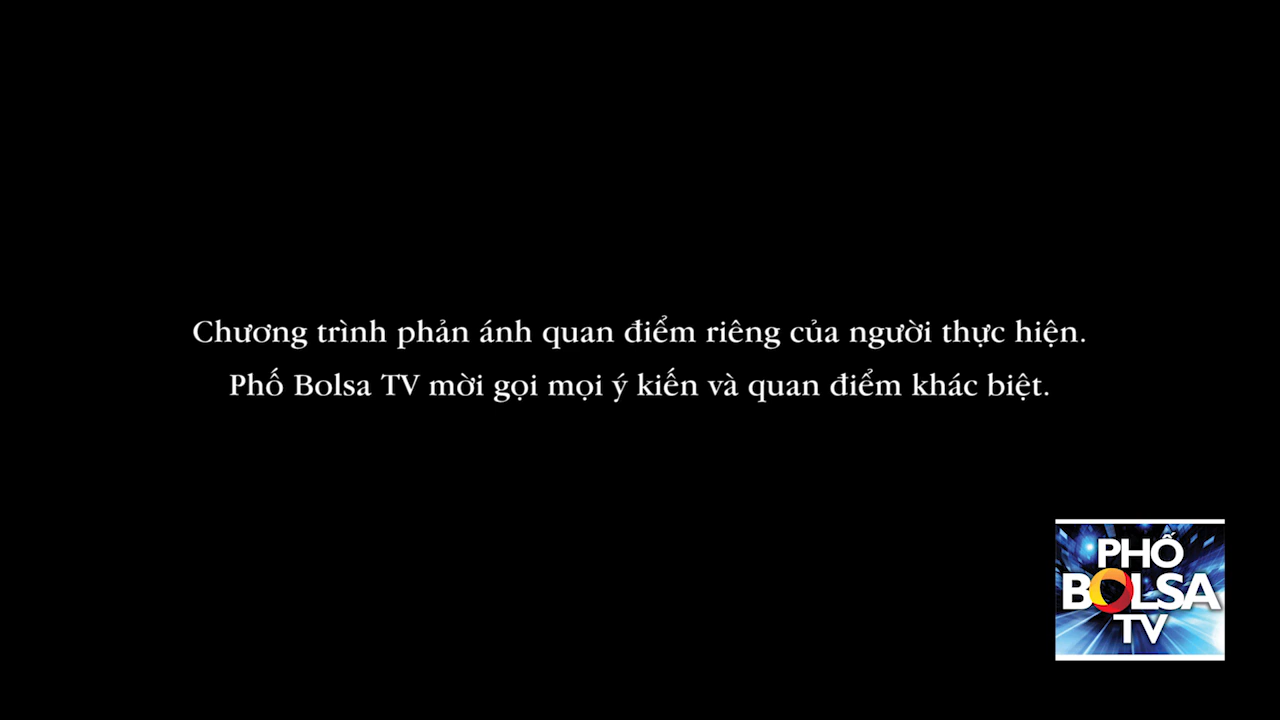 Chương trình phản ánh quan điểm riêng của người thực hiện.
Phố Bolsa TV mời gọi mọi ý kiến và quan điểm khác biệt.
PHỐ
BOLSA
TV